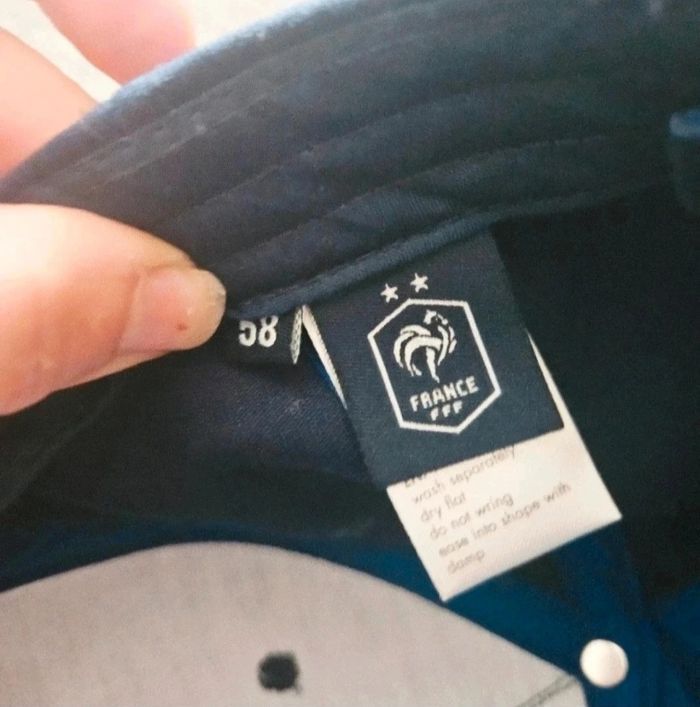 58
FRANCE
FFF
wash separately
dry flat
do not wring
ease into shape with
damp